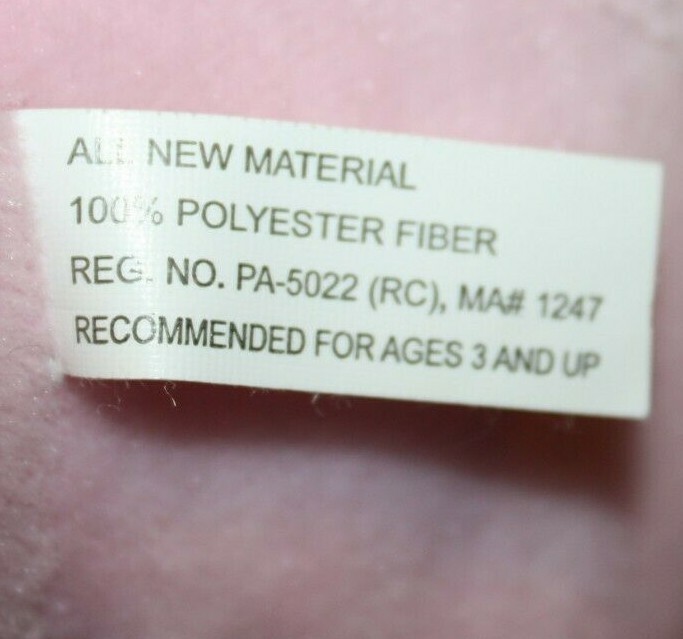 ALL NEW MATERIAL
100% POLYESTER FIBER
REG. NO. PA-5022 (RC), MA# 1247
RECOMMENDED FOR AGES 3 AND UP